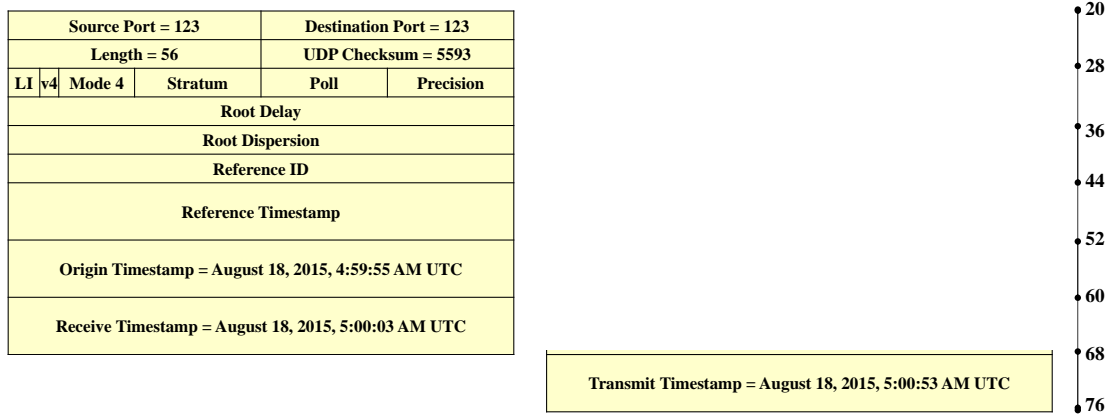 Source Port = 123 Destination Port = 123
Length = 56 UDP Checksum = 5593
LI v4 Mode 4 Stratum Poll Precision
Root Delay
Root Dispersion
Reference ID
Reference Timestamp
Origin Timestamp = August 18, 2015, 4:59:55 AM UTC
Receive Timestamp = August 18, 2015, 5:00:03 AM UTC
Transmit Timestamp = August 18, 2015, 5:00:53 AM UTC
20
28
36
44
52
60
68
76